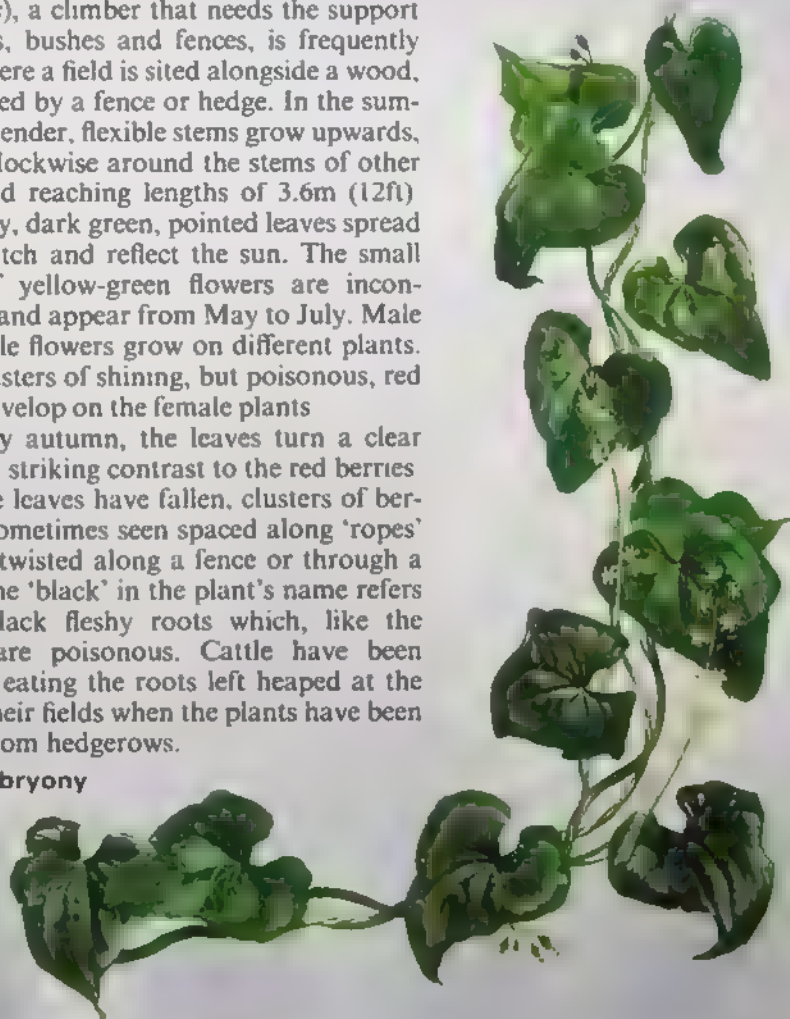 ), a climber that needs the support
, bushes and fences, is frequently
ere a field is sited alongside a wood,
ed by a fence or hedge. In the sum-
ender, flexible stems grow upwards,
lockwise around the stems of other
d reaching lengths of 3.6m (12ft)
y, dark green, pointed leaves spread
tch and reflect the sun. The small
yellow-green flowers are incon-
and appear from May to July. Male
le flowers grow on different plants.
sters of shining, but poisonous, red
velop on the female plants
y autumn, the leaves turn a clear
striking contrast to the red berries
e leaves have fallen, clusters of ber-
ometimes seen spaced along ‘ropes’
twisted along a fence or through a
he ‘black’ in the plant’s name refers
lack fleshy roots which, like the
are poisonous. Cattle have been
eating the roots left heaped at the
heir fields when the plants have been
om hedgerows.
bryony